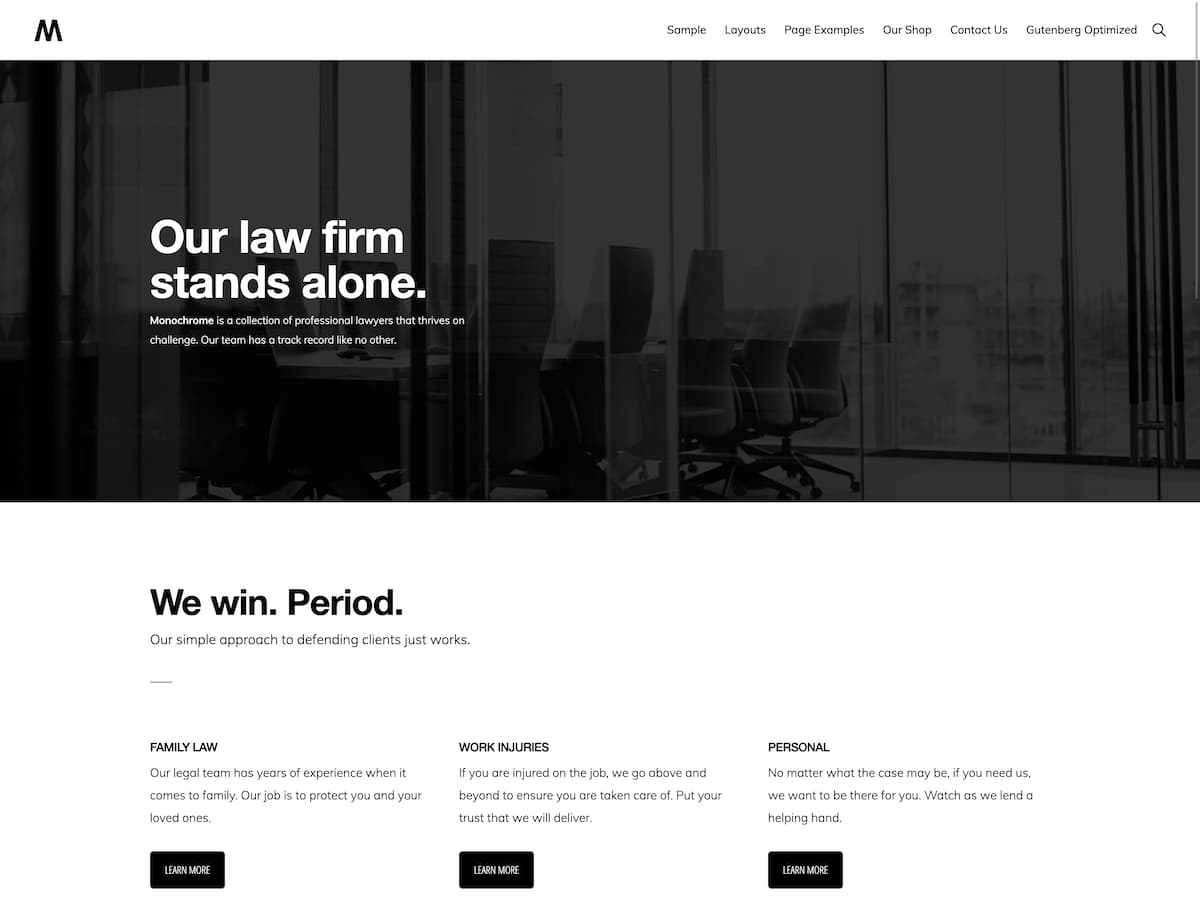 M
Sample Layouts Page Examples Our Shop Contact Us Gutenberg Optimized
Our law firm
stands alone.
Monochrome is a collection of professional lawyers that thrives on
challenge. Our team has a track record like no other.
We win. Period.
Our simple approach to defending clients just works.
FAMILY LAW
Our legal team has years of experience when it
comes to family. Our job is to protect you and your
loved ones.
LEARN MORE
WORK INJURIES
If you are injured on the job, we go above and
beyond to ensure you are taken care of. Put your
trust that we will deliver.
LEARN MORE
PERSONAL
No matter what the case may be, if you need us,
we want to be there for you. Watch as we lend a
helping hand.
LEARN MORE